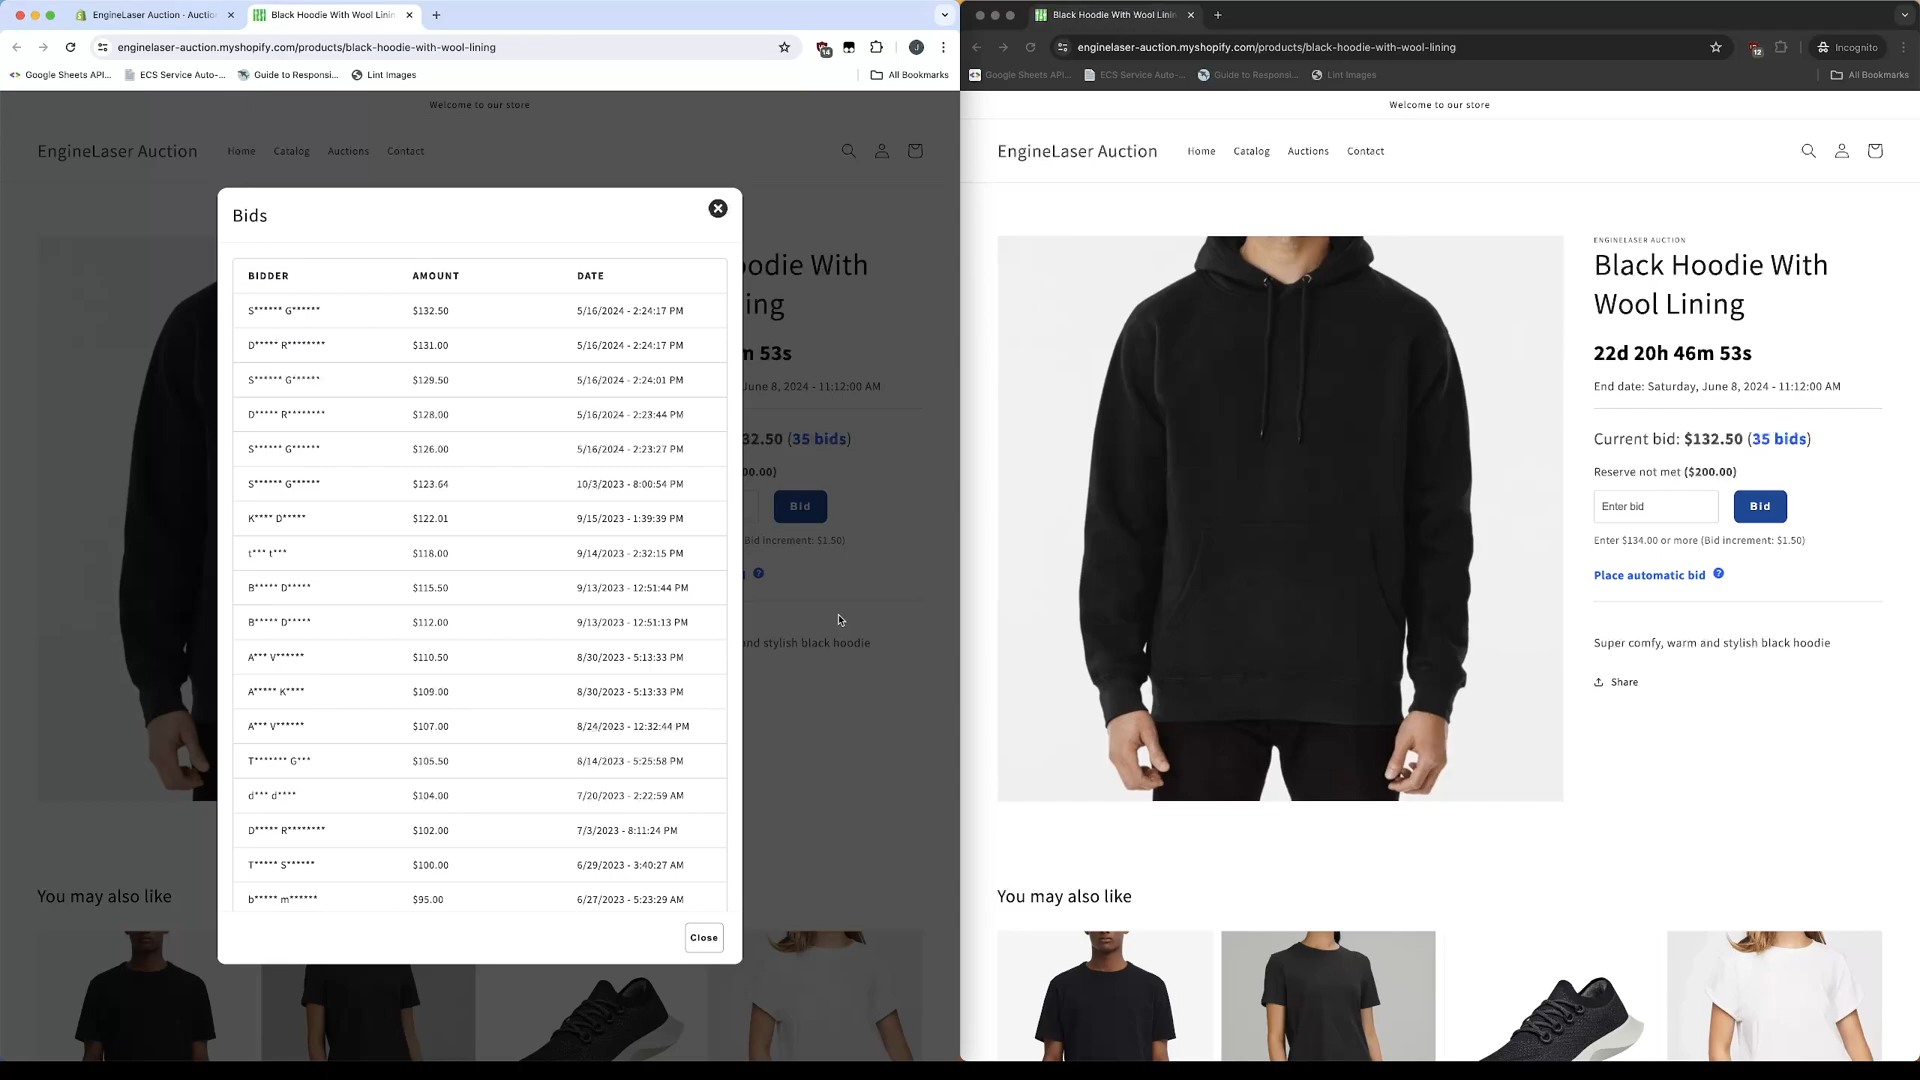 EngineLaser Auction · Auctio
Black Hoodie With Wool Linin
enginelaser-auction.myshopify.com/products/black-hoodie-with-wool-lining
14
J
Google Sheets API...
ECS Service Auto-...
Guide to Responsi...
Lint Images
All Bookmarks
Welcome to our store
EngineLaser Auction
Home
Catalog
Auctions
Contact
Bids
BIDDER AMOUNT DATE
S****** G****** $132.50 5/16/2024 - 2:24:17 PM
D***** R******** $131.00 5/16/2024 - 2:24:17 PM
S****** G****** $129.50 5/16/2024 - 2:24:01 PM
D***** R******** $128.00 5/16/2024 - 2:23:44 PM
S****** G****** $126.00 5/16/2024 - 2:23:27 PM
S****** G****** $123.64 10/3/2023 - 8:00:54 PM
K**** D***** $122.01 9/15/2023 - 1:39:39 PM
t*** t*** $118.00 9/14/2023 - 2:32:15 PM
B***** D***** $115.50 9/13/2023 - 12:51:44 PM
B***** D***** $112.00 9/13/2023 - 12:51:13 PM
A*** V****** $110.50 8/30/2023 - 5:13:33 PM
A***** K**** $109.00 8/30/2023 - 5:13:33 PM
A*** V****** $107.00 8/24/2023 - 12:32:44 PM
T******* G*** $105.50 8/14/2023 - 5:25:58 PM
d*** d**** $104.00 7/20/2023 - 2:22:59 AM
D***** R******** $102.00 7/3/2023 - 8:11:24 PM
T***** S****** $100.00 6/29/2023 - 3:40:27 AM
b***** m****** $95.00 6/27/2023 - 5:23:29 AM
Close
oodie With
ing
m 53s
June 8, 2024 - 11:12:00 AM
32.50 (35 bids)
00.00)
Bid
Bid increment: $1.50)
?
and stylish black hoodie
You may also like
Black Hoodie With Wool Linin
enginelaser-auction.myshopify.com/products/black-hoodie-with-wool-lining
12
Incognito
Google Sheets API...
ECS Service Auto-...
Guide to Responsi...
Lint Images
All Bookmarks
Welcome to our store
EngineLaser Auction
Home
Catalog
Auctions
Contact
ENGINELASER AUCTION
Black Hoodie With
Wool Lining
22d 20h 46m 53s
End date: Saturday, June 8, 2024 - 11:12:00 AM
Current bid: $132.50 (35 bids)
Reserve not met ($200.00)
Enter bid
Bid
Enter $134.00 or more (Bid increment: $1.50)
Place automatic bid ?
Super comfy, warm and stylish black hoodie
Share
You may also like